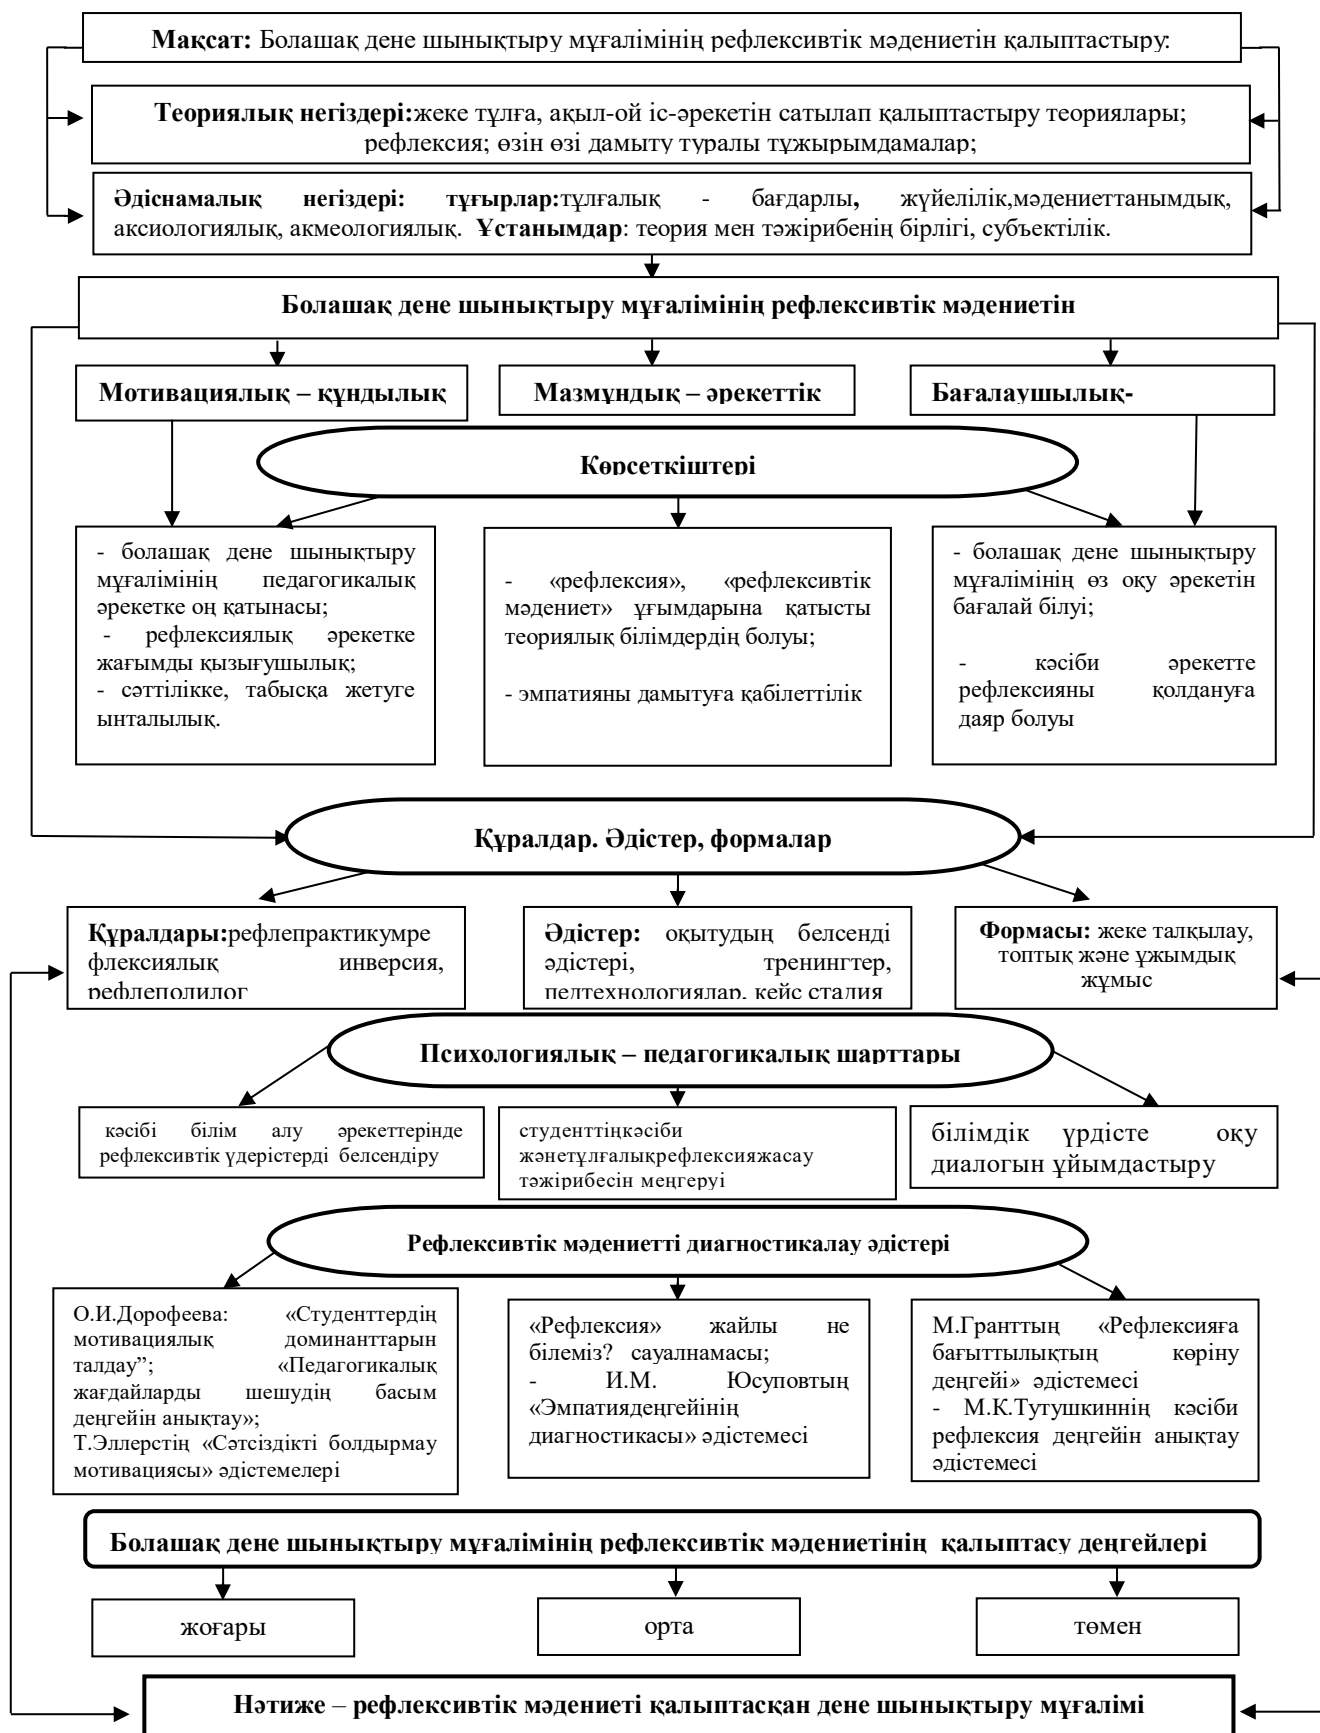 Мақсат: Болашақ дене шынықтыру мұғалімінің рефлексивтік мәдениетін қалыптастыру:
Теориялық негіздері:жеке тұлға, ақыл-ой іс-әрекетін сатылап қалыптастыру теориялары;
рефлексия; өзін өзі дамыту туралы тұжырымдамалар;
Әдіснамалық негіздері: тұғырлар:тұлғалық - бағдарлы, жүйелілік,мәдениеттанымдық,
аксиологиялық, акмеологиялық. Ұстанымдар: теория мен тәжірибенің бірлігі, субъектілік.
Болашақ дене шынықтыру мұғалімінің рефлексивтік мәдениетін
Мотивациялық – құндылық
Мазмұндық – әрекеттік
Бағалаушылық-
Көрсеткіштері
- болашақ дене шынықтыру
мұғалімінің педагогикалық
әрекетке оң қатынасы;
- рефлексиялық әрекетке
жағымды қызығушылық;
- сәттілікке, табысқа жетуге
ынталылық.
- «рефлексия», «рефлексивтік
мәдениет» ұғымдарына қатысты
теориялық білімдердің болуы;
- эмпатияны дамытуға қабілеттілік
- болашақ дене шынықтыру
мұғалімінің өз оқу әрекетін
бағалай білуі;
- кәсіби әрекетте
рефлексияны қолдануға
даяр болуы
Құралдар. Әдістер, формалар
Құралдары:рефлепрактикумре
флексиялық инверсия,
рефлеполилог
Әдістер: оқытудың белсенді
әдістері, тренингтер,
педтехнологиялар, кейс стадия
Формасы: жеке талқылау,
топтық және ұжымдық
жұмыс
Психологиялық – педагогикалық шарттары
кәсібі білім алу әрекеттерінде
рефлексивтік үдерістерді белсендіру
студенттіңкәсіби
жәнетұлғалықрефлексияжасау
тәжірибесін меңгеруі
білімдік үрдісте оқу
диалогын ұйымдастыру
Рефлексивтік мәдениетті диагностикалау әдістері
О.И.Дорофеева: «Студенттердің
мотивациялық доминанттарын
талдау”; «Педагогикалық
жағдайларды шешудің басым
деңгейін анықтау»;
Т.Эллерстің «Сәтсіздікті болдырмау
мотивациясы» әдістемелері
«Рефлексия» жайлы не
білеміз? сауалнамасы;
- И.М. Юсуповтың
«Эмпатиядеңгейінің
диагностикасы» әдістемесі
М.Гранттың «Рефлексияға
бағыттылықтың көріну
деңгейі» әдістемесі
- М.К.Тутушкиннің кәсіби
рефлексия деңгейін анықтау
әдістемесі
Болашақ дене шынықтыру мұғалімінің рефлексивтік мәдениетінің қалыптасу деңгейлері
жоғары
орта
төмен
Нәтиже – рефлексивтік мәдениеті қалыптасқан дене шынықтыру мұғалімі